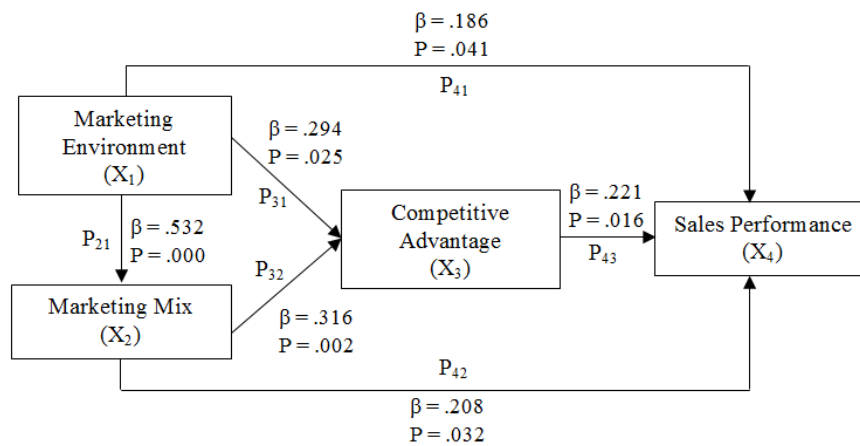 β = .186
P = .041
P₄₁
Marketing
Environment
(X₁)
β = .294
P = .025
P₃₁
P₂₁
β = .532
P = .000
Competitive
Advantage
(X₃)
β = .221
P = .016
P₄₃
Sales Performance
(X₄)
P₃₂
Marketing Mix
(X₂)
β = .316
P = .002
P₄₂
β = .208
P = .032